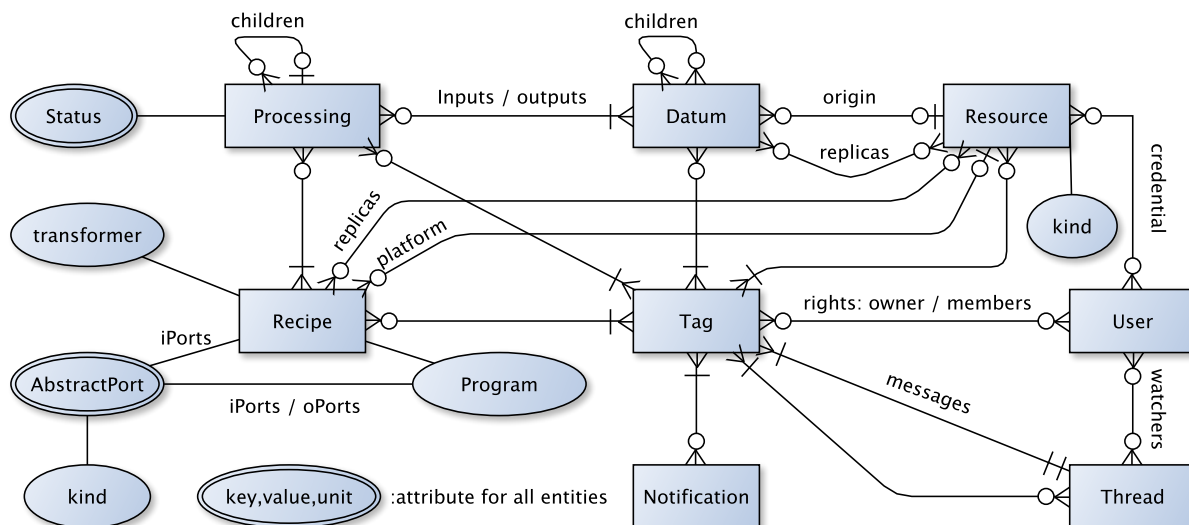 children
children
Status
Processing
Inputs / outputs
Datum
origin
Resource
replicas
credential
transformer
replicas
platform
kind
Recipe
Tag
rights: owner / members
User
iPorts
AbstractPort
iPorts / oPorts
Program
messages
watchers
kind
key,value,unit
:attribute for all entities
Notification
Thread